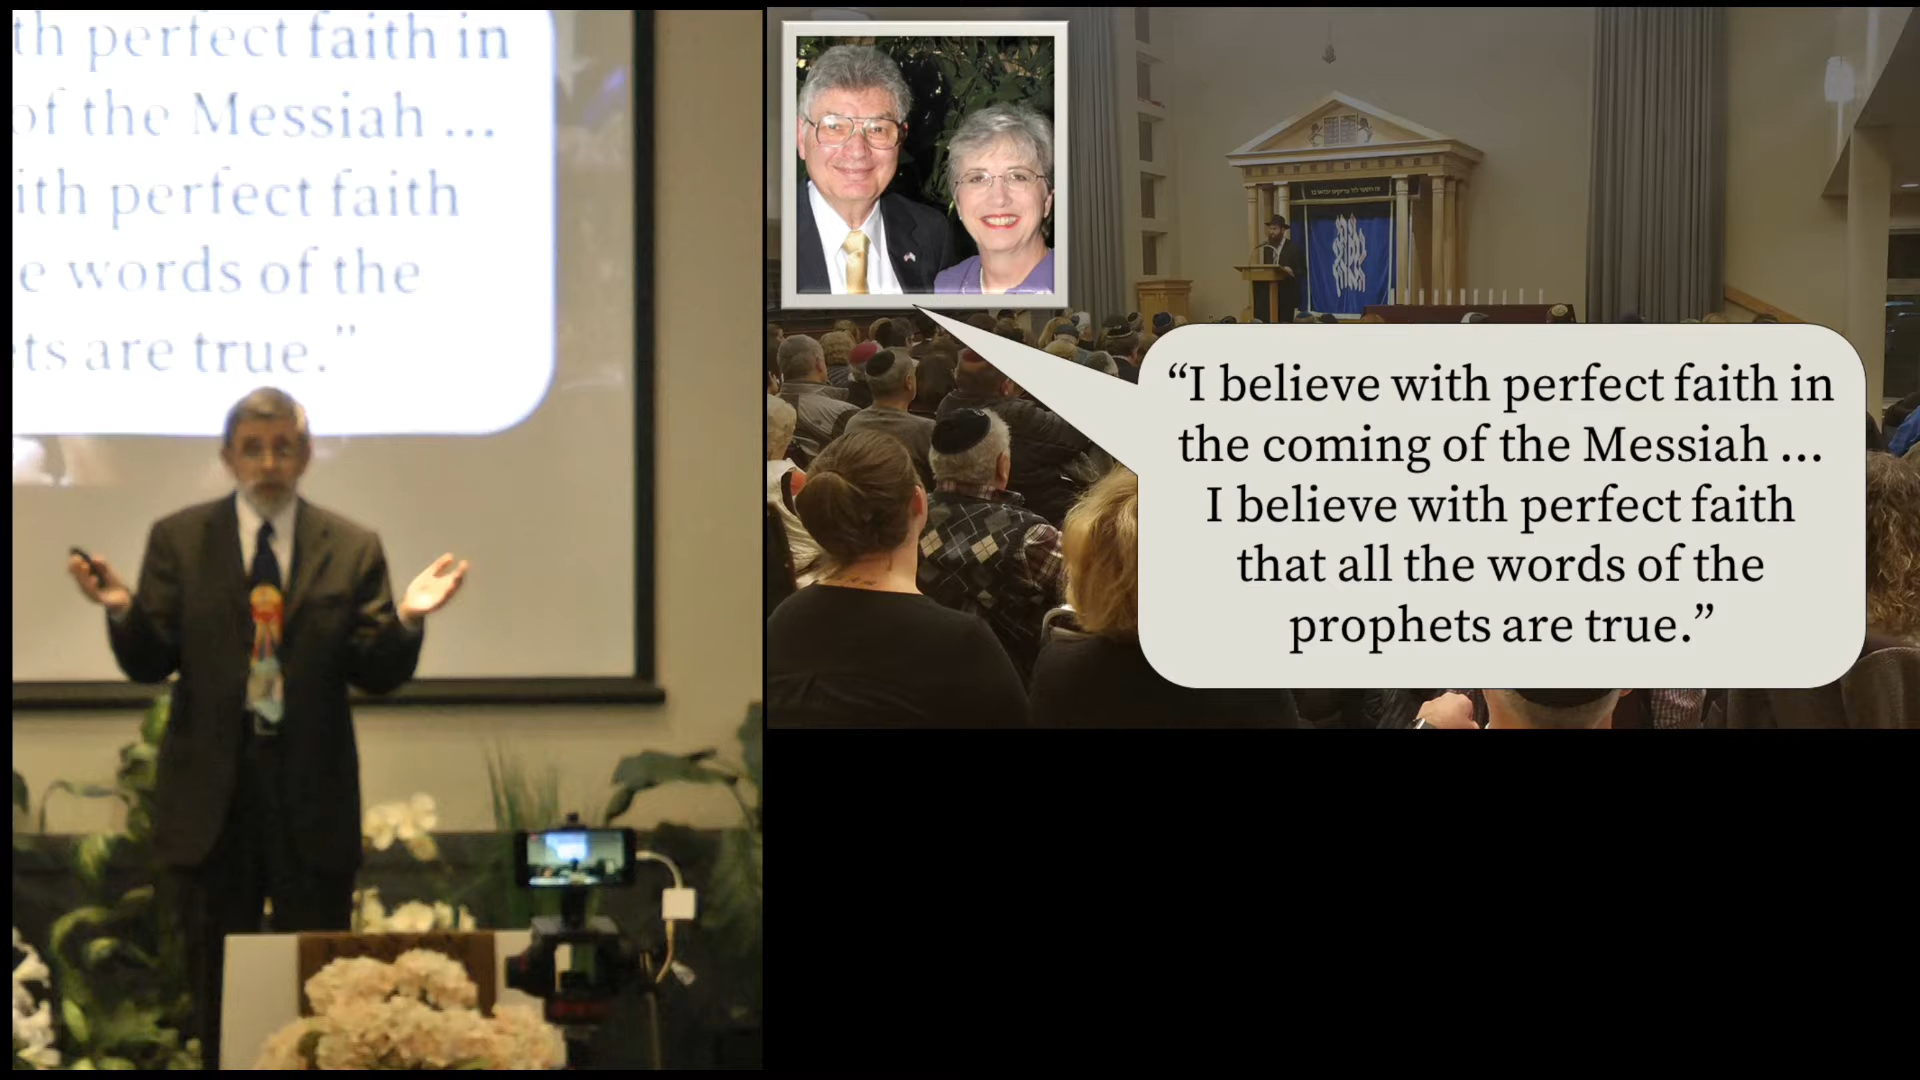 th perfect faith in
of the Messiah ...
ith perfect faith
e words of the
ts are true.”
“I believe with perfect faith in
the coming of the Messiah ...
I believe with perfect faith
that all the words of the
prophets are true.”